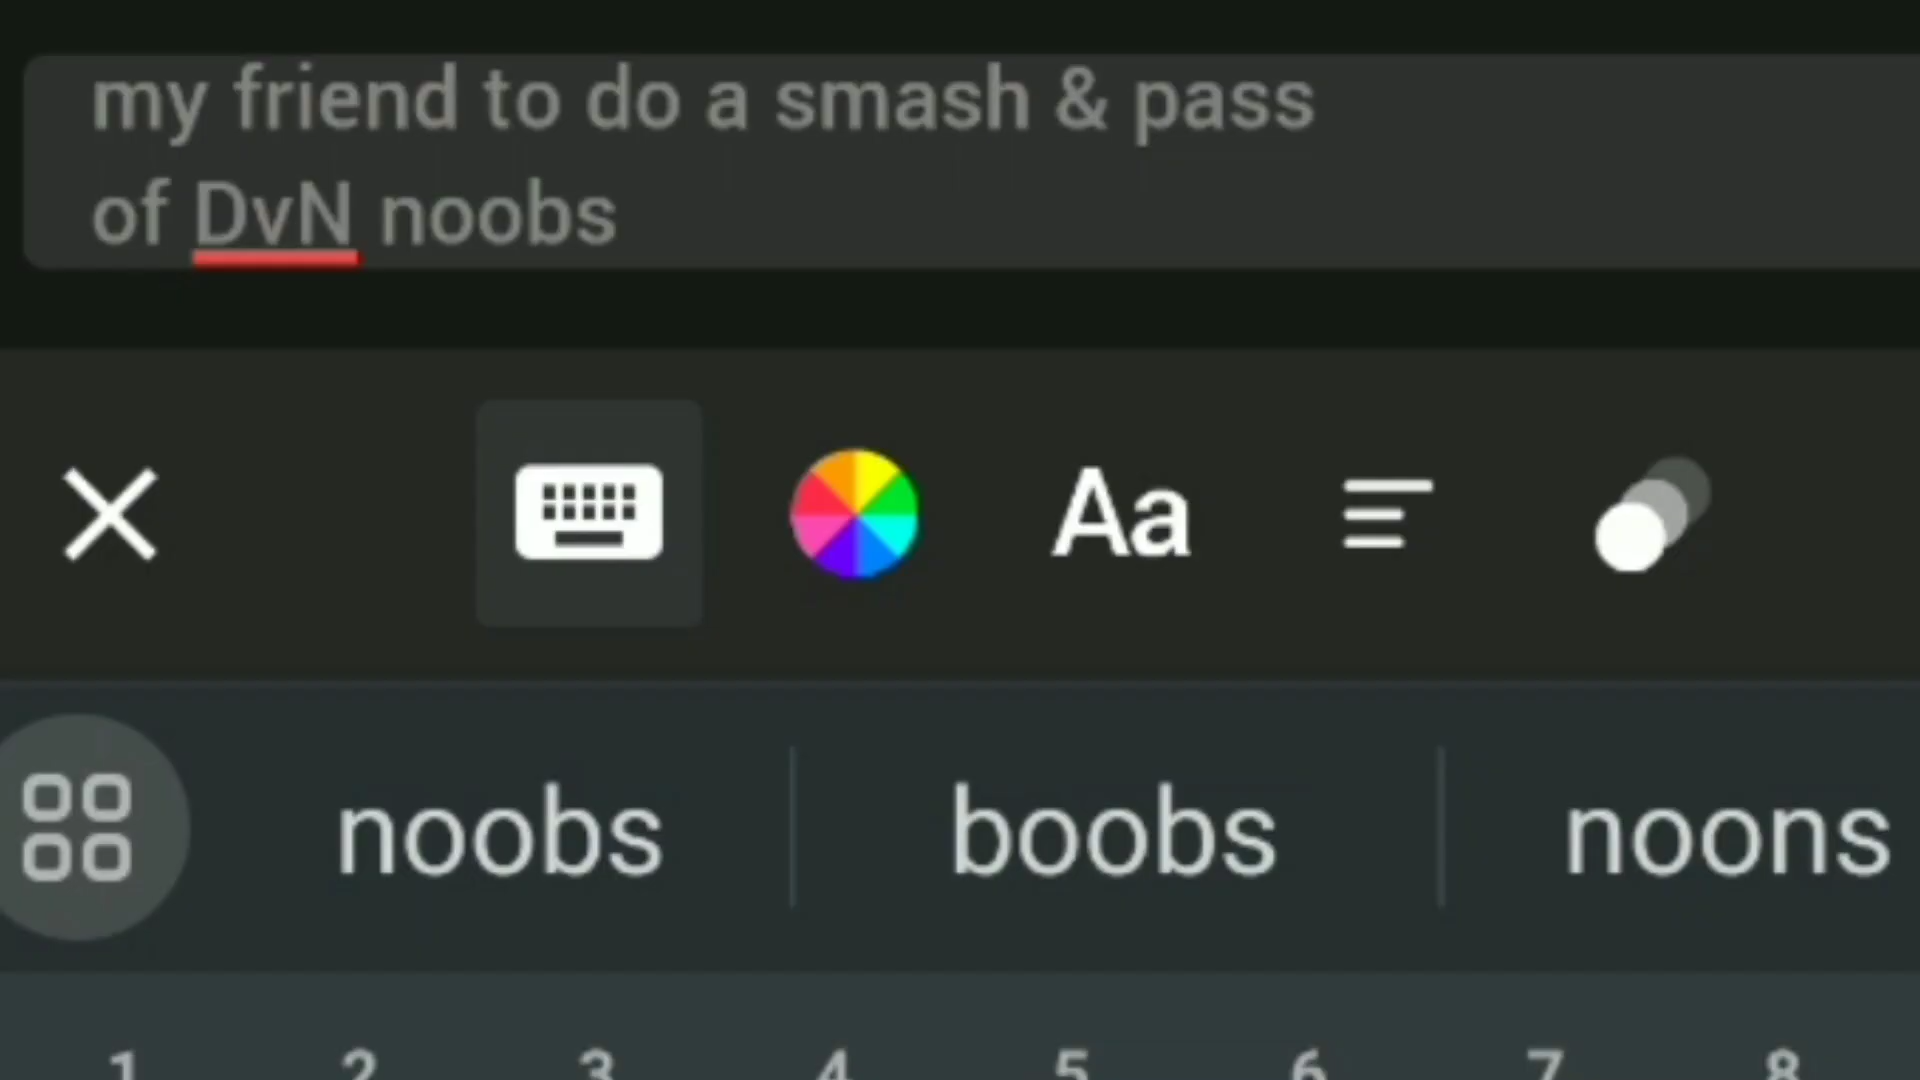 my friend to do a smash & pass
of DvN noobs
Aa
noobs boobs noons
1 2 3 4 5 6 7 8